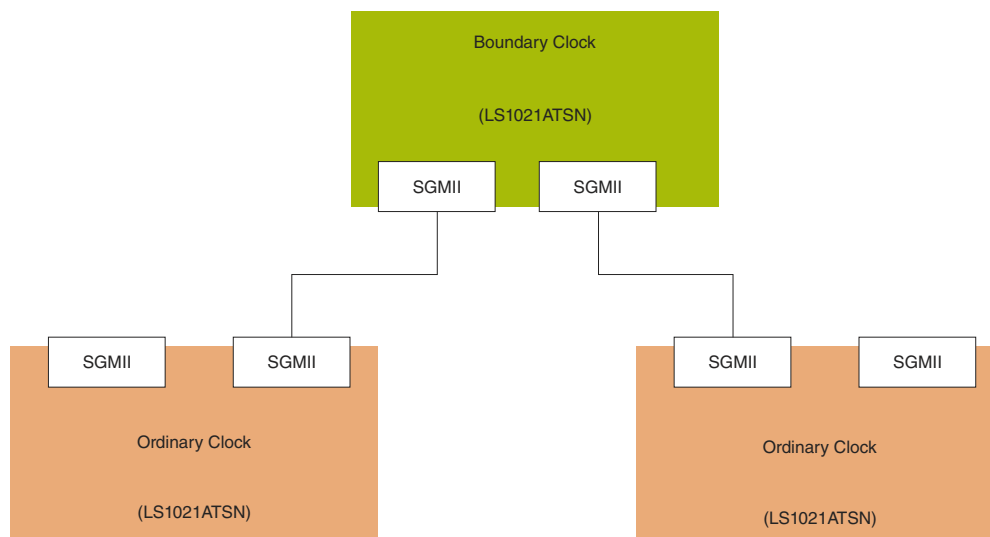 Boundary Clock
(LS1021ATSN)
SGMII
SGMII
SGMII
SGMII
Ordinary Clock
(LS1021ATSN)
SGMII
SGMII
Ordinary Clock
(LS1021ATSN)